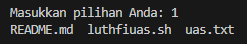 Masukkan pilihan Anda: 1
README.md  luthfiuas.sh  uas.txt